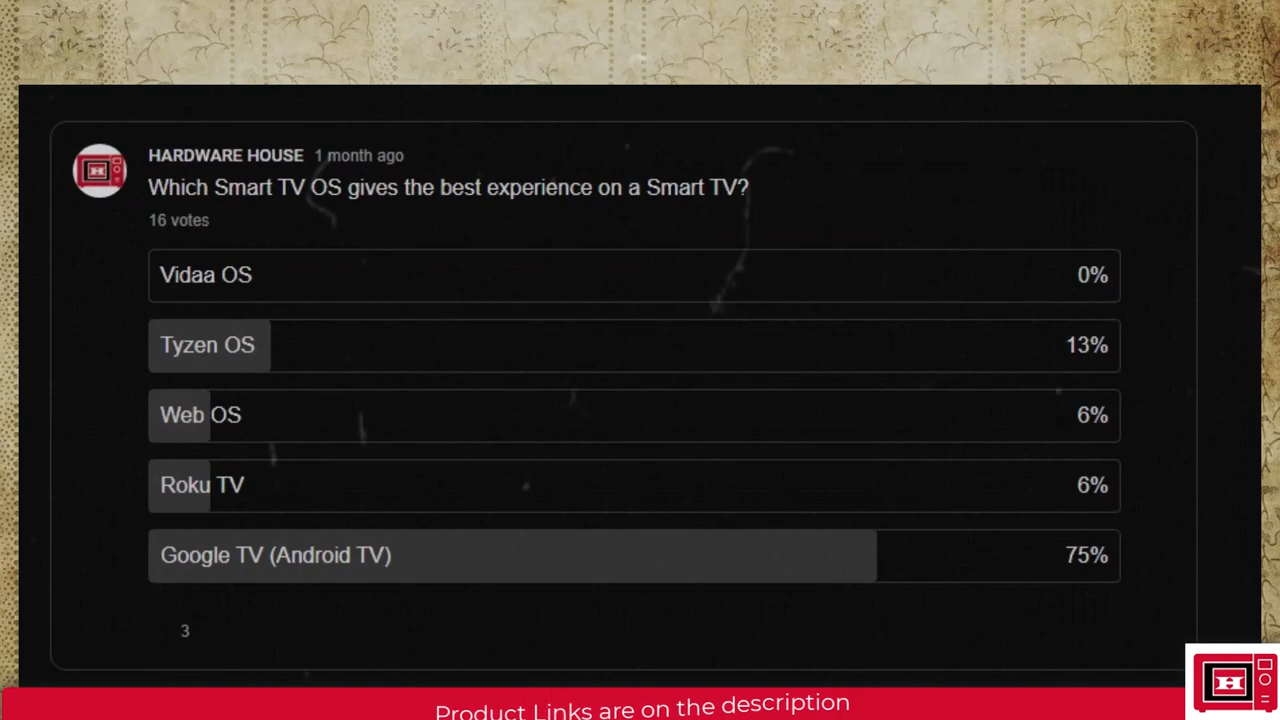 HARDWARE HOUSE 1 month ago
Which Smart TV OS gives the best experience on a Smart TV?
16 votes
Vidaa OS 0%
Tyzen OS 13%
Web OS 6%
Roku TV 6%
Google TV (Android TV) 75%
3
Product Links are on the description
H